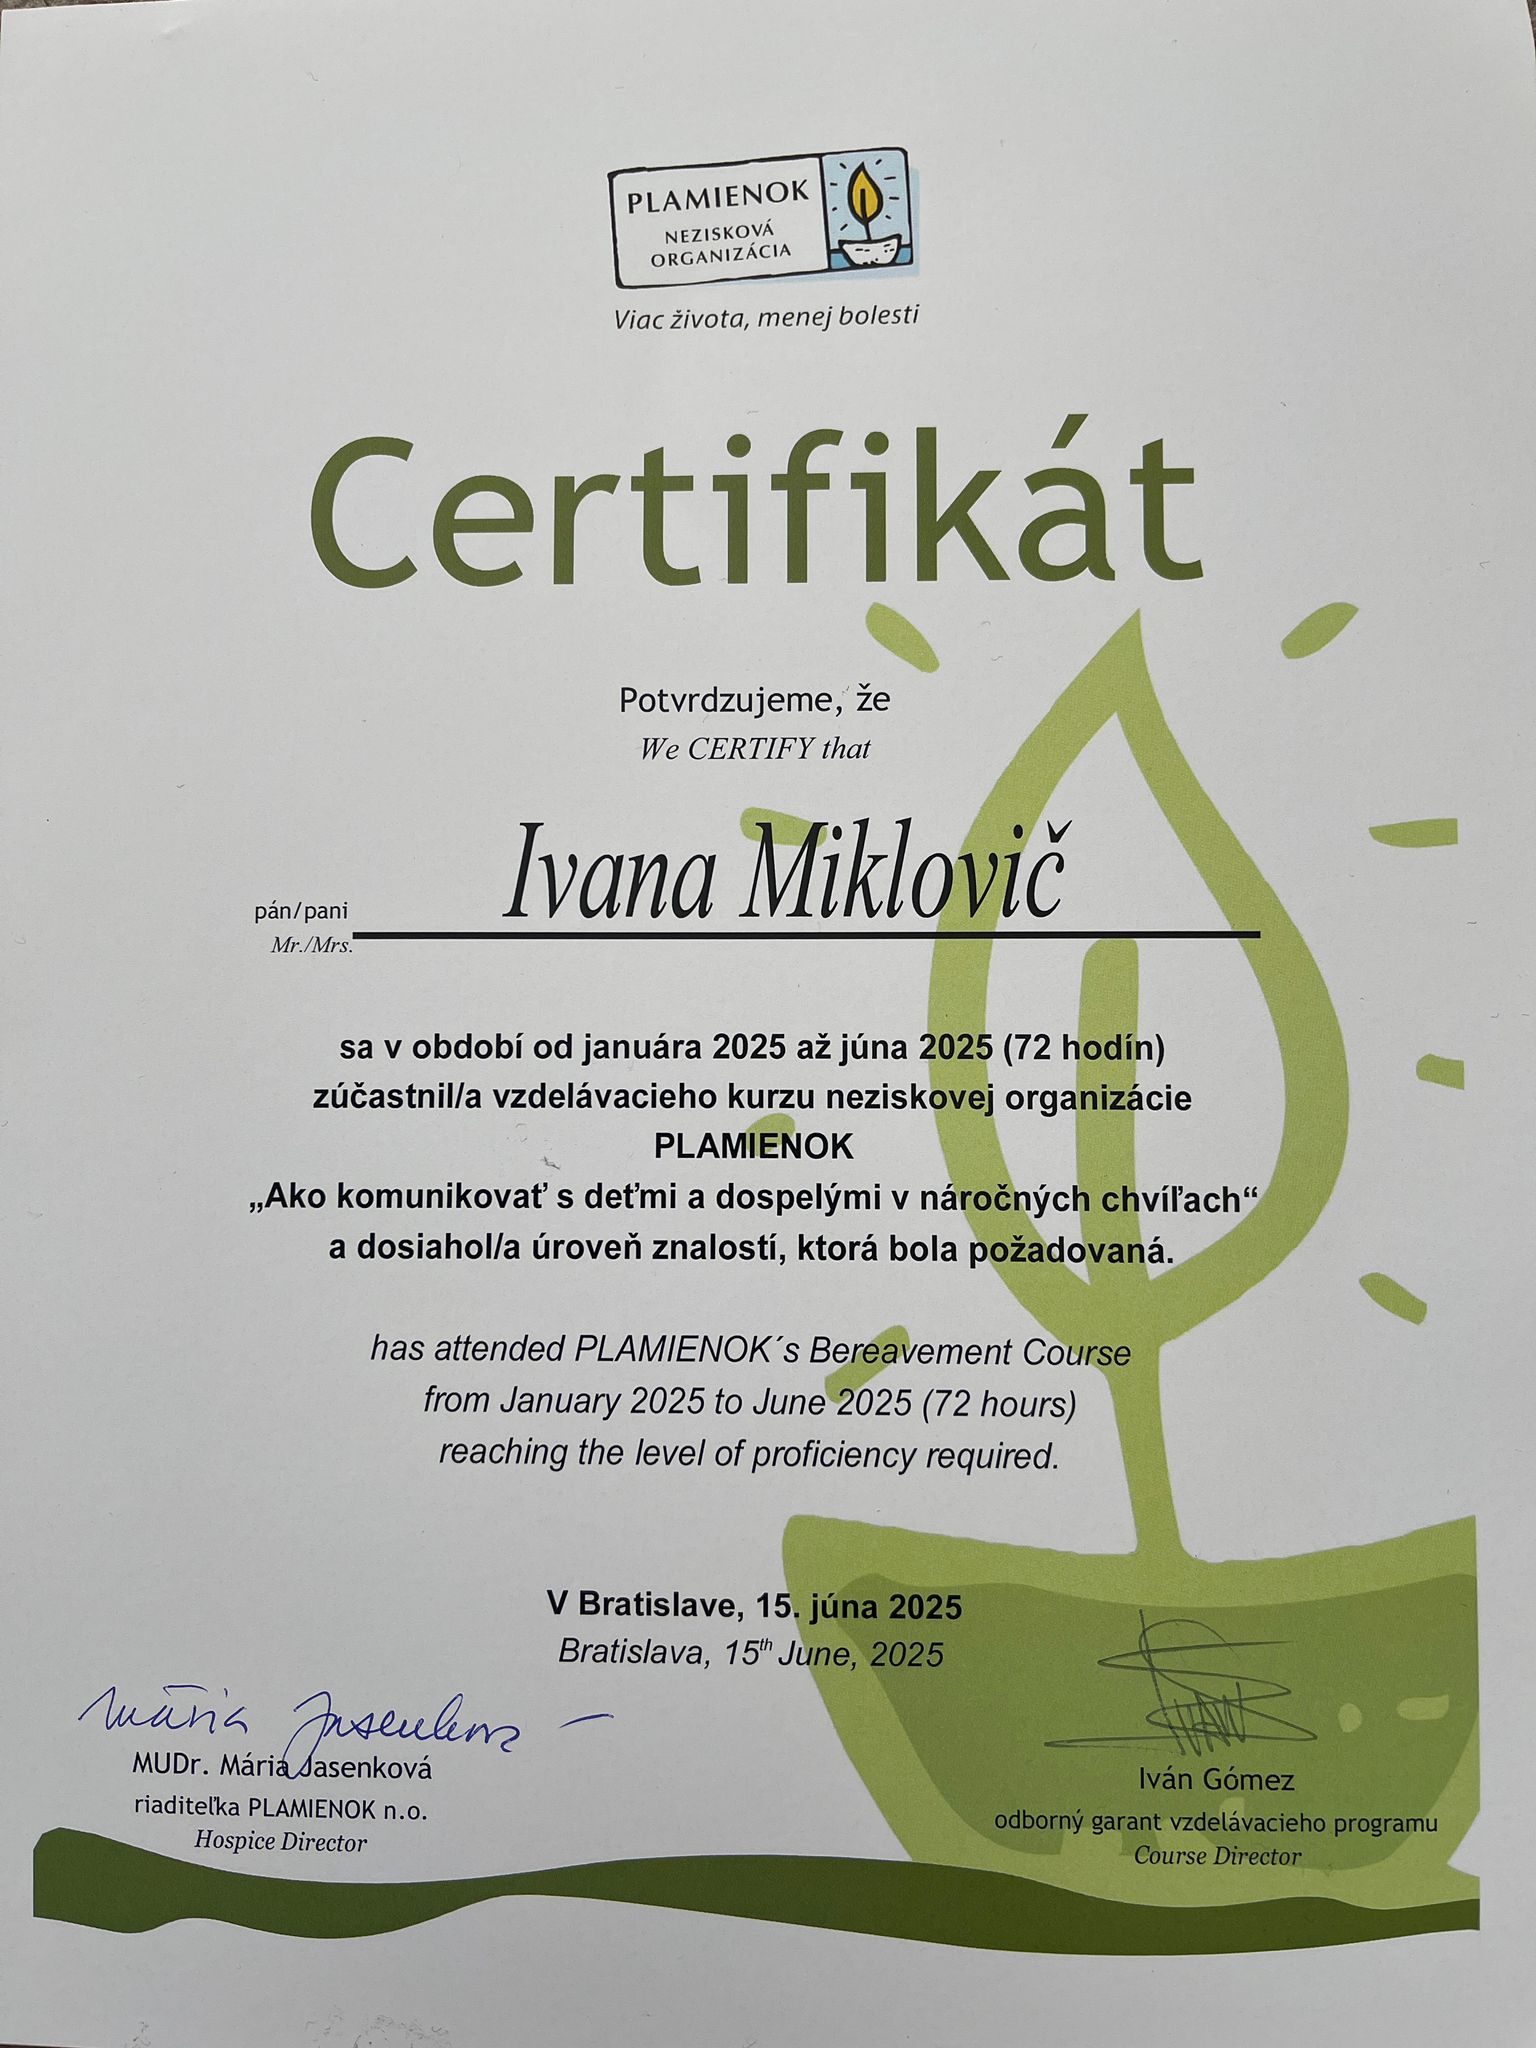 PLAMIENOK
NEZISKOVÁ
ORGANIZÁCIA
Viac života, menej bolesti
Certifikát
Potvrdzujeme, že
We CERTIFY that
Ivana Miklovič
pán/pani
Mr./Mrs.
sa v období od januára 2025 až júna 2025 (72 hodín)
zúčastnil/a vzdelávacieho kurzu neziskovej organizácie
PLAMIENOK
„Ako komunikovať s deťmi a dospelými v náročných chvíľach“
a dosiahol/a úroveň znalostí, ktorá bola požadovaná.
has attended PLAMIENOK´s Bereavement Course
from January 2025 to June 2025 (72 hours)
reaching the level of proficiency required.
V Bratislave, 15. júna 2025
Bratislava, 15th June, 2025
Mária Jasenková
MUDr. Mária Jasenková
riaditeľka PLAMIENOK n.o.
Hospice Director
IVAN
Iván Gómez
odborný garant vzdelávacieho programu
Course Director